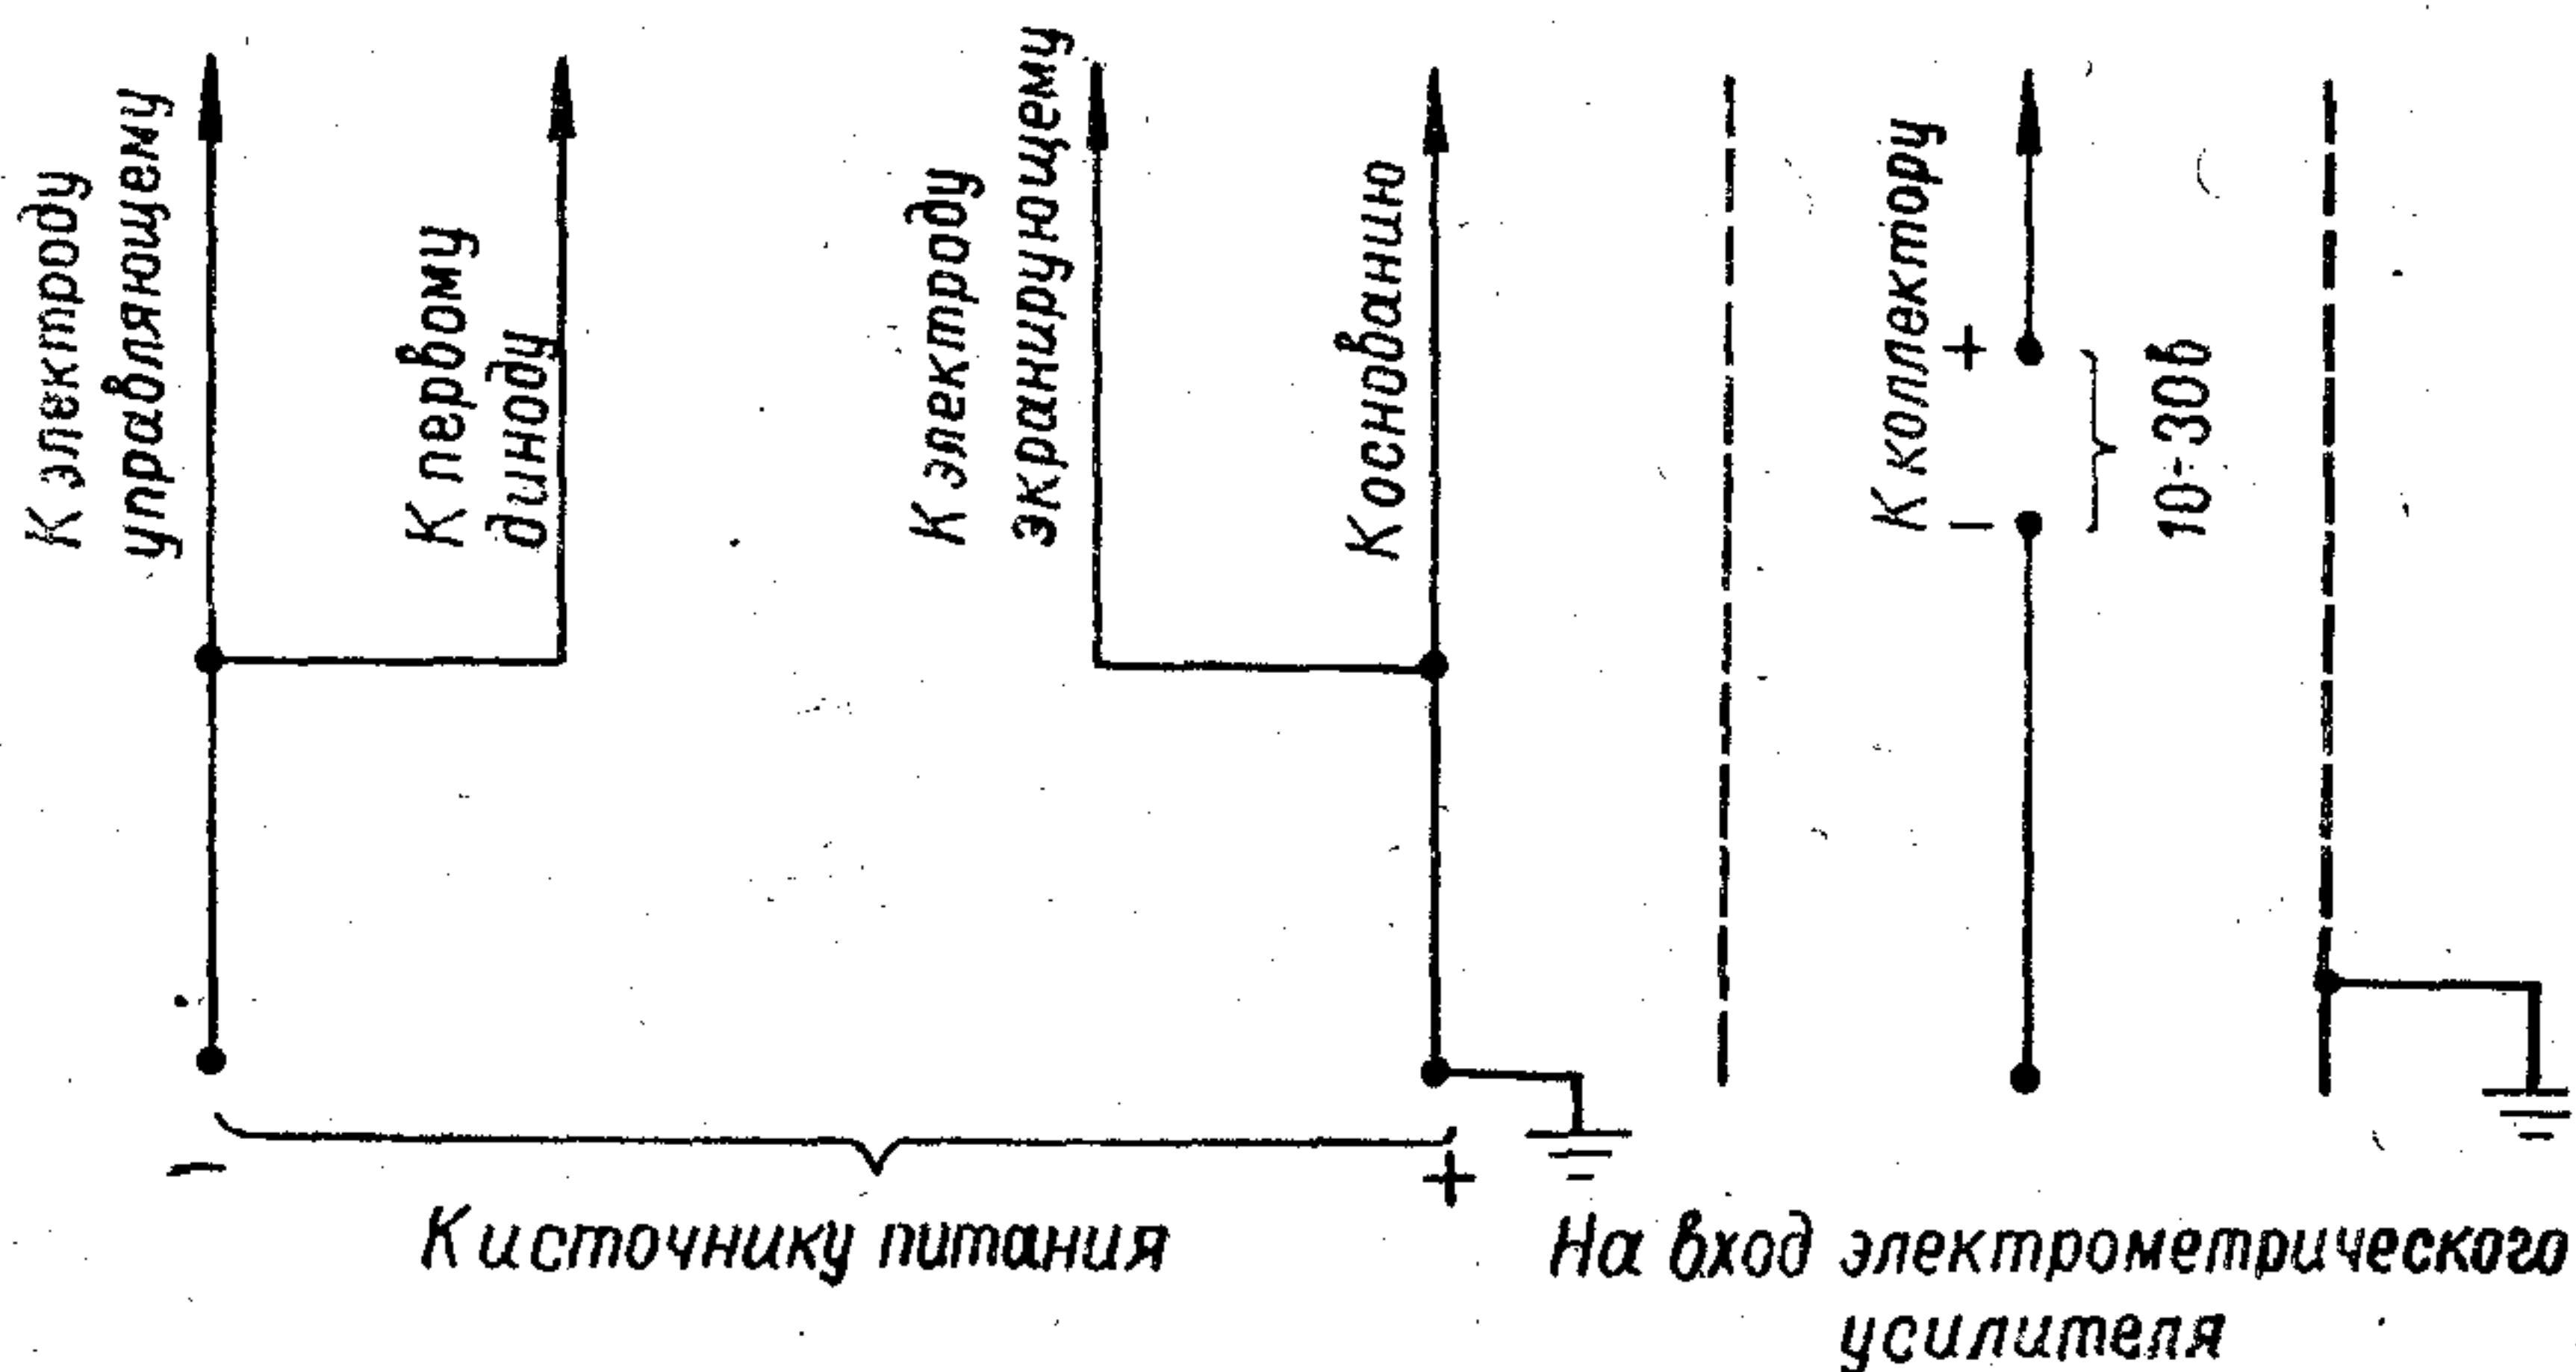 К электроду
управляющему
К первому
диноду
К электроду
экранирующему
К основанию
К коллектору
+
−
10÷30в
−
+
К источнику питания
На вход электрометрического
усилителя